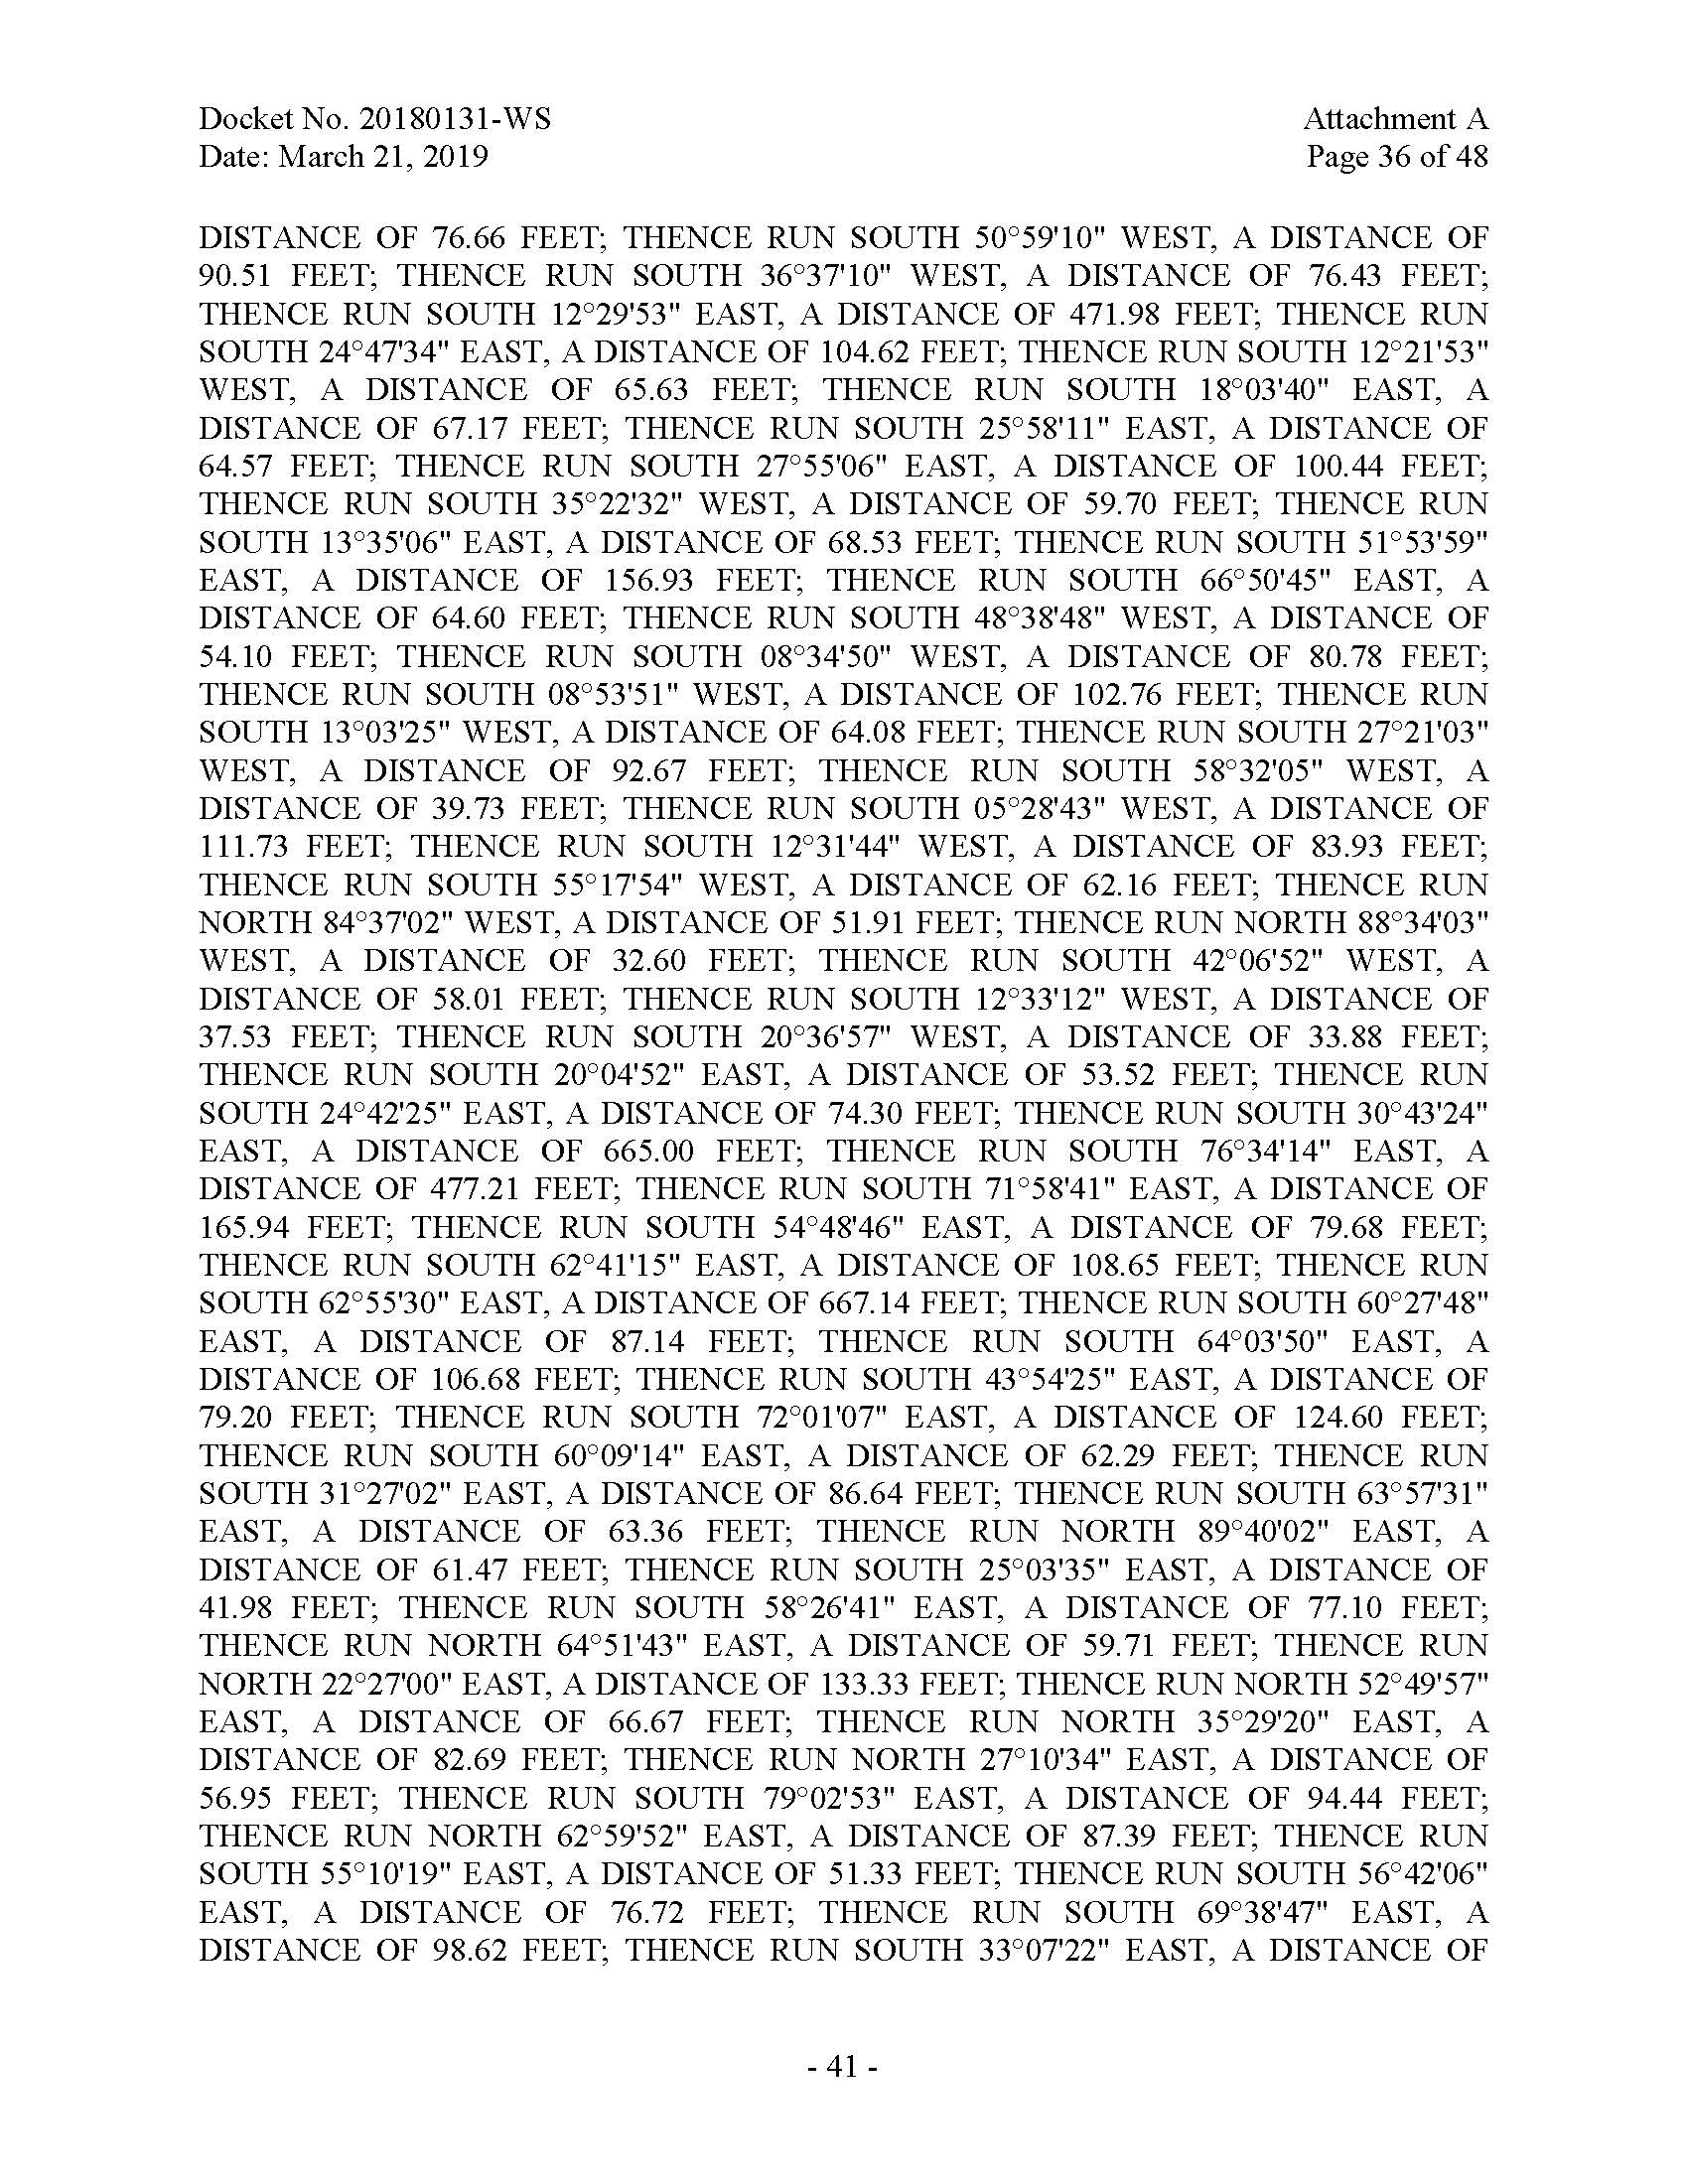 Docket No. 20180131-WS Attachment A
Date: March 21, 2019 Page 36 of 48
DISTANCE OF 76.66 FEET; THENCE RUN SOUTH 50°59'10" WEST, A DISTANCE OF
90.51 FEET; THENCE RUN SOUTH 36°37'10" WEST, A DISTANCE OF 76.43 FEET;
THENCE RUN SOUTH 12°29'53" EAST, A DISTANCE OF 471.98 FEET; THENCE RUN
SOUTH 24°47'34" EAST, A DISTANCE OF 104.62 FEET; THENCE RUN SOUTH 12°21'53"
WEST, A DISTANCE OF 65.63 FEET; THENCE RUN SOUTH 18°03'40" EAST, A
DISTANCE OF 67.17 FEET; THENCE RUN SOUTH 25°58'11" EAST, A DISTANCE OF
64.57 FEET; THENCE RUN SOUTH 27°55'06" EAST, A DISTANCE OF 100.44 FEET;
THENCE RUN SOUTH 35°22'32" WEST, A DISTANCE OF 59.70 FEET; THENCE RUN
SOUTH 13°35'06" EAST, A DISTANCE OF 68.53 FEET; THENCE RUN SOUTH 51°53'59"
EAST, A DISTANCE OF 156.93 FEET; THENCE RUN SOUTH 66°50'45" EAST, A
DISTANCE OF 64.60 FEET; THENCE RUN SOUTH 48°38'48" WEST, A DISTANCE OF
54.10 FEET; THENCE RUN SOUTH 08°34'50" WEST, A DISTANCE OF 80.78 FEET;
THENCE RUN SOUTH 08°53'51" WEST, A DISTANCE OF 102.76 FEET; THENCE RUN
SOUTH 13°03'25" WEST, A DISTANCE OF 64.08 FEET; THENCE RUN SOUTH 27°21'03"
WEST, A DISTANCE OF 92.67 FEET; THENCE RUN SOUTH 58°32'05" WEST, A
DISTANCE OF 39.73 FEET; THENCE RUN SOUTH 05°28'43" WEST, A DISTANCE OF
111.73 FEET; THENCE RUN SOUTH 12°31'44" WEST, A DISTANCE OF 83.93 FEET;
THENCE RUN SOUTH 55°17'54" WEST, A DISTANCE OF 62.16 FEET; THENCE RUN
NORTH 84°37'02" WEST, A DISTANCE OF 51.91 FEET; THENCE RUN NORTH 88°34'03"
WEST, A DISTANCE OF 32.60 FEET; THENCE RUN SOUTH 42°06'52" WEST, A
DISTANCE OF 58.01 FEET; THENCE RUN SOUTH 12°33'12" WEST, A DISTANCE OF
37.53 FEET; THENCE RUN SOUTH 20°36'57" WEST, A DISTANCE OF 33.88 FEET;
THENCE RUN SOUTH 20°04'52" EAST, A DISTANCE OF 53.52 FEET; THENCE RUN
SOUTH 24°42'25" EAST, A DISTANCE OF 74.30 FEET; THENCE RUN SOUTH 30°43'24"
EAST, A DISTANCE OF 665.00 FEET; THENCE RUN SOUTH 76°34'14" EAST, A
DISTANCE OF 477.21 FEET; THENCE RUN SOUTH 71°58'41" EAST, A DISTANCE OF
165.94 FEET; THENCE RUN SOUTH 54°48'46" EAST, A DISTANCE OF 79.68 FEET;
THENCE RUN SOUTH 62°41'15" EAST, A DISTANCE OF 108.65 FEET; THENCE RUN
SOUTH 62°55'30" EAST, A DISTANCE OF 667.14 FEET; THENCE RUN SOUTH 60°27'48"
EAST, A DISTANCE OF 87.14 FEET; THENCE RUN SOUTH 64°03'50" EAST, A
DISTANCE OF 106.68 FEET; THENCE RUN SOUTH 43°54'25" EAST, A DISTANCE OF
79.20 FEET; THENCE RUN SOUTH 72°01'07" EAST, A DISTANCE OF 124.60 FEET;
THENCE RUN SOUTH 60°09'14" EAST, A DISTANCE OF 62.29 FEET; THENCE RUN
SOUTH 31°27'02" EAST, A DISTANCE OF 86.64 FEET; THENCE RUN SOUTH 63°57'31"
EAST, A DISTANCE OF 63.36 FEET; THENCE RUN NORTH 89°40'02" EAST, A
DISTANCE OF 61.47 FEET; THENCE RUN SOUTH 25°03'35" EAST, A DISTANCE OF
41.98 FEET; THENCE RUN SOUTH 58°26'41" EAST, A DISTANCE OF 77.10 FEET;
THENCE RUN NORTH 64°51'43" EAST, A DISTANCE OF 59.71 FEET; THENCE RUN
NORTH 22°27'00" EAST, A DISTANCE OF 133.33 FEET; THENCE RUN NORTH 52°49'57"
EAST, A DISTANCE OF 66.67 FEET; THENCE RUN NORTH 35°29'20" EAST, A
DISTANCE OF 82.69 FEET; THENCE RUN NORTH 27°10'34" EAST, A DISTANCE OF
56.95 FEET; THENCE RUN SOUTH 79°02'53" EAST, A DISTANCE OF 94.44 FEET;
THENCE RUN NORTH 62°59'52" EAST, A DISTANCE OF 87.39 FEET; THENCE RUN
SOUTH 55°10'19" EAST, A DISTANCE OF 51.33 FEET; THENCE RUN SOUTH 56°42'06"
EAST, A DISTANCE OF 76.72 FEET; THENCE RUN SOUTH 69°38'47" EAST, A
DISTANCE OF 98.62 FEET; THENCE RUN SOUTH 33°07'22" EAST, A DISTANCE OF
- 41 -